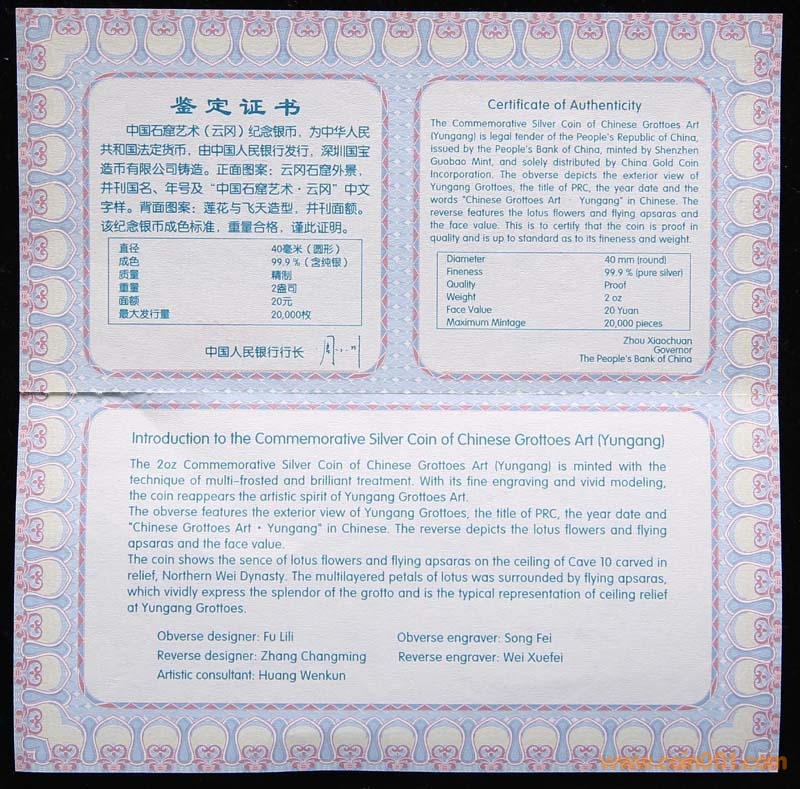 鉴定证书
中国石窟艺术（云冈）纪念银币，为中华人民
共和国法定货币，由中国人民银行发行，深圳国宝
造币有限公司铸造。正面图案：云冈石窟外景，
并刊国名、年号及“中国石窟艺术·云冈”中文
字样。背面图案：莲花与飞天造型，并刊面额。
该纪念银币成色标准，重量合格，谨此证明。
直径 40毫米（圆形）
成色 99.9%（含纯银）
质量 精制
重量 2盎司
面额 20元
最大发行量 20,000枚
中国人民银行行长
Certificate of Authenticity
The Commemorative Silver Coin of Chinese Grottoes Art
(Yungang) is legal tender of the People's Republic of China,
issued by the People's Bank of China, minted by Shenzhen
Guobao Mint, and solely distributed by China Gold Coin
Incorporation. The obverse depicts the exterior view of
Yungang Grottoes, the title of PRC, the year date and the
words "Chinese Grottoes Art · Yungang" in Chinese. The
reverse features the lotus flowers and flying apsaras and
the face value. This is to certify that the coin is proof in
quality and is up to standard as to its fineness and weight.
Diameter 40 mm (round)
Fineness 99.9 % (pure silver)
Quality Proof
Weight 2 oz
Face Value 20 Yuan
Maximum Mintage 20,000 pieces
Zhou Xiaochuan
Governor
The People's Bank of China
Introduction to the Commemorative Silver Coin of Chinese Grottoes Art (Yungang)
The 2oz Commemorative Silver Coin of Chinese Grottoes Art (Yungang) is minted with the
technique of multi-frosted and brilliant treatment. With its fine engraving and vivid modeling,
the coin reappears the artistic spirit of Yungang Grottoes Art.
The obverse features the exterior view of Yungang Grottoes, the title of PRC, the year date and
"Chinese Grottoes Art · Yungang" in Chinese. The reverse depicts the lotus flowers and flying
apsaras and the face value.
The coin shows the sence of lotus flowers and flying apsaras on the ceiling of Cave 10 carved in
relief, Northern Wei Dynasty. The multilayered petals of lotus was surrounded by flying apsaras,
which vividly express the splendor of the grotto and is the typical representation of ceiling relief
at Yungang Grottoes.
Obverse designer: Fu Lili Obverse engraver: Song Fei
Reverse designer: Zhang Changming Reverse engraver: Wei Xuefei
Artistic consultant: Huang Wenkun